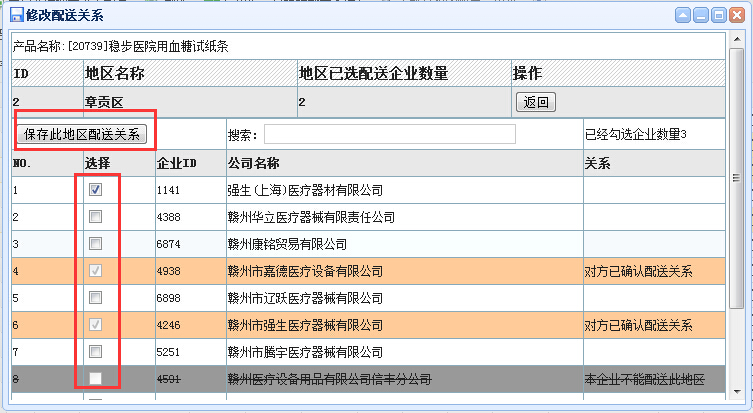 修改配送关系
产品名称:[20739]稳步医院用血糖试纸条
ID 地区名称 地区已选配送企业数量 操作
2 章贡区 2 返回
保存此地区配送关系 搜索： 已经勾选企业数量3
NO. 选择 企业ID 公司名称 关系
1 1141 强生(上海)医疗器材有限公司
2 4388 赣州华立医疗器械有限责任公司
3 6874 赣州康铭贸易有限公司
4 4938 赣州市嘉德医疗设备有限公司 对方已确认配送关系
5 6898 赣州市辽跃医疗器械有限公司
6 4246 赣州市强生医疗器械有限公司 对方已确认配送关系
7 5251 赣州市腾宇医疗器械有限公司
8 4591 赣州医疗设备用品有限公司信丰分公司 本企业不能配送此地区